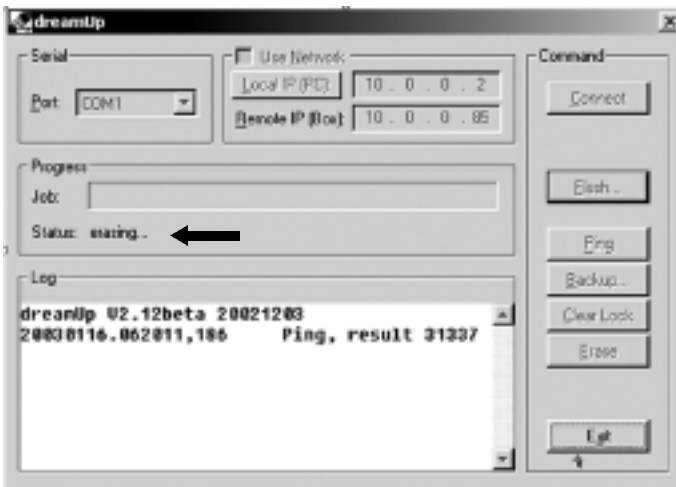 dreamUp
Serial
Port: COM1
Use Network
Local IP (PC): 10 . 0 . 0 . 2
Remote IP (Box): 10 . 0 . 0 . 85
Command
Connect
Flash ...
Ping
Backup...
Clear Lock
Erase
Exit
Progress
Job:
Status: erasing...
Log
dreamUp V2.12beta 20021203
20030116.062011,186 Ping, result 31337